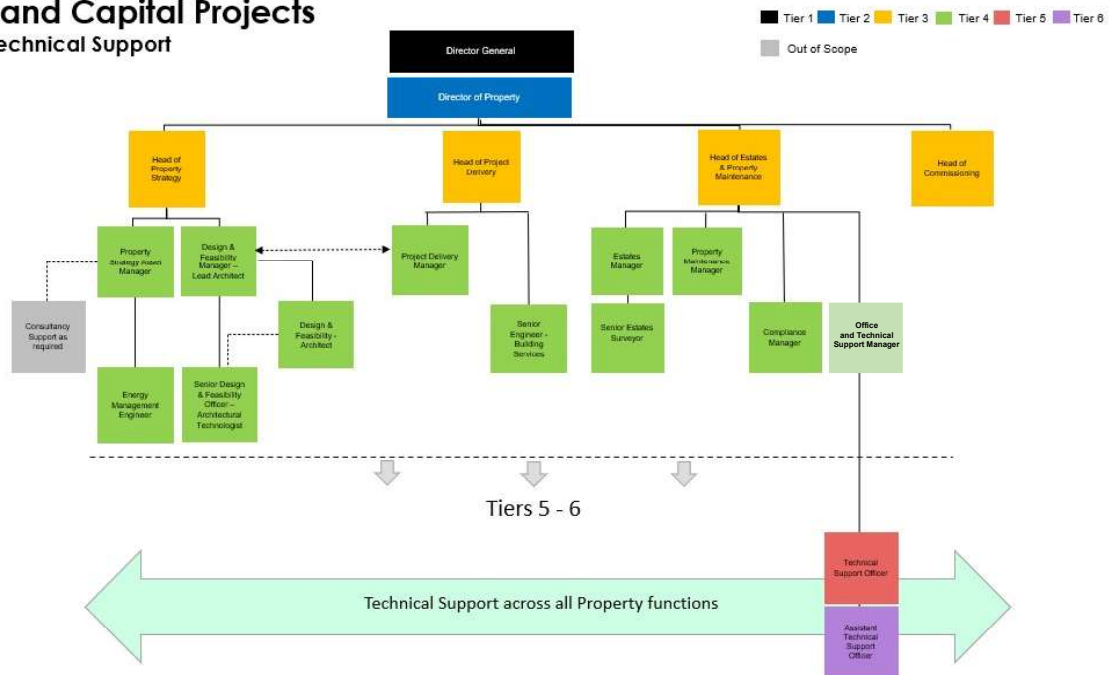 and Capital Projects
echnical Support
Tier 1
Tier 2
Tier 3
Tier 4
Tier 5
Tier 6
Out of Scope
Director General
Director of Property
Head of
Property
Strategy
Head of Project
Delivery
Head of Estates
& Property
Maintenance
Head of
Commissioning
Property
Strategy Asset
Manager
Design &
Feasibility
Manager –
Lead Architect
Project Delivery
Manager
Estates
Manager
Property
Maintenance
Manager
Consultancy
Support as
required
Design &
Feasibility -
Architect
Senior
Engineer -
Building
Services
Senior Estates
Surveyor
Compliance
Manager
Office
and Technical
Support Manager
Energy
Management
Engineer
Senior Design
& Feasibility
Officer –
Architectural
Technologist
Tiers 5 - 6
Technical
Support Officer
Technical Support across all Property functions
Assistant
Technical
Support
Officer